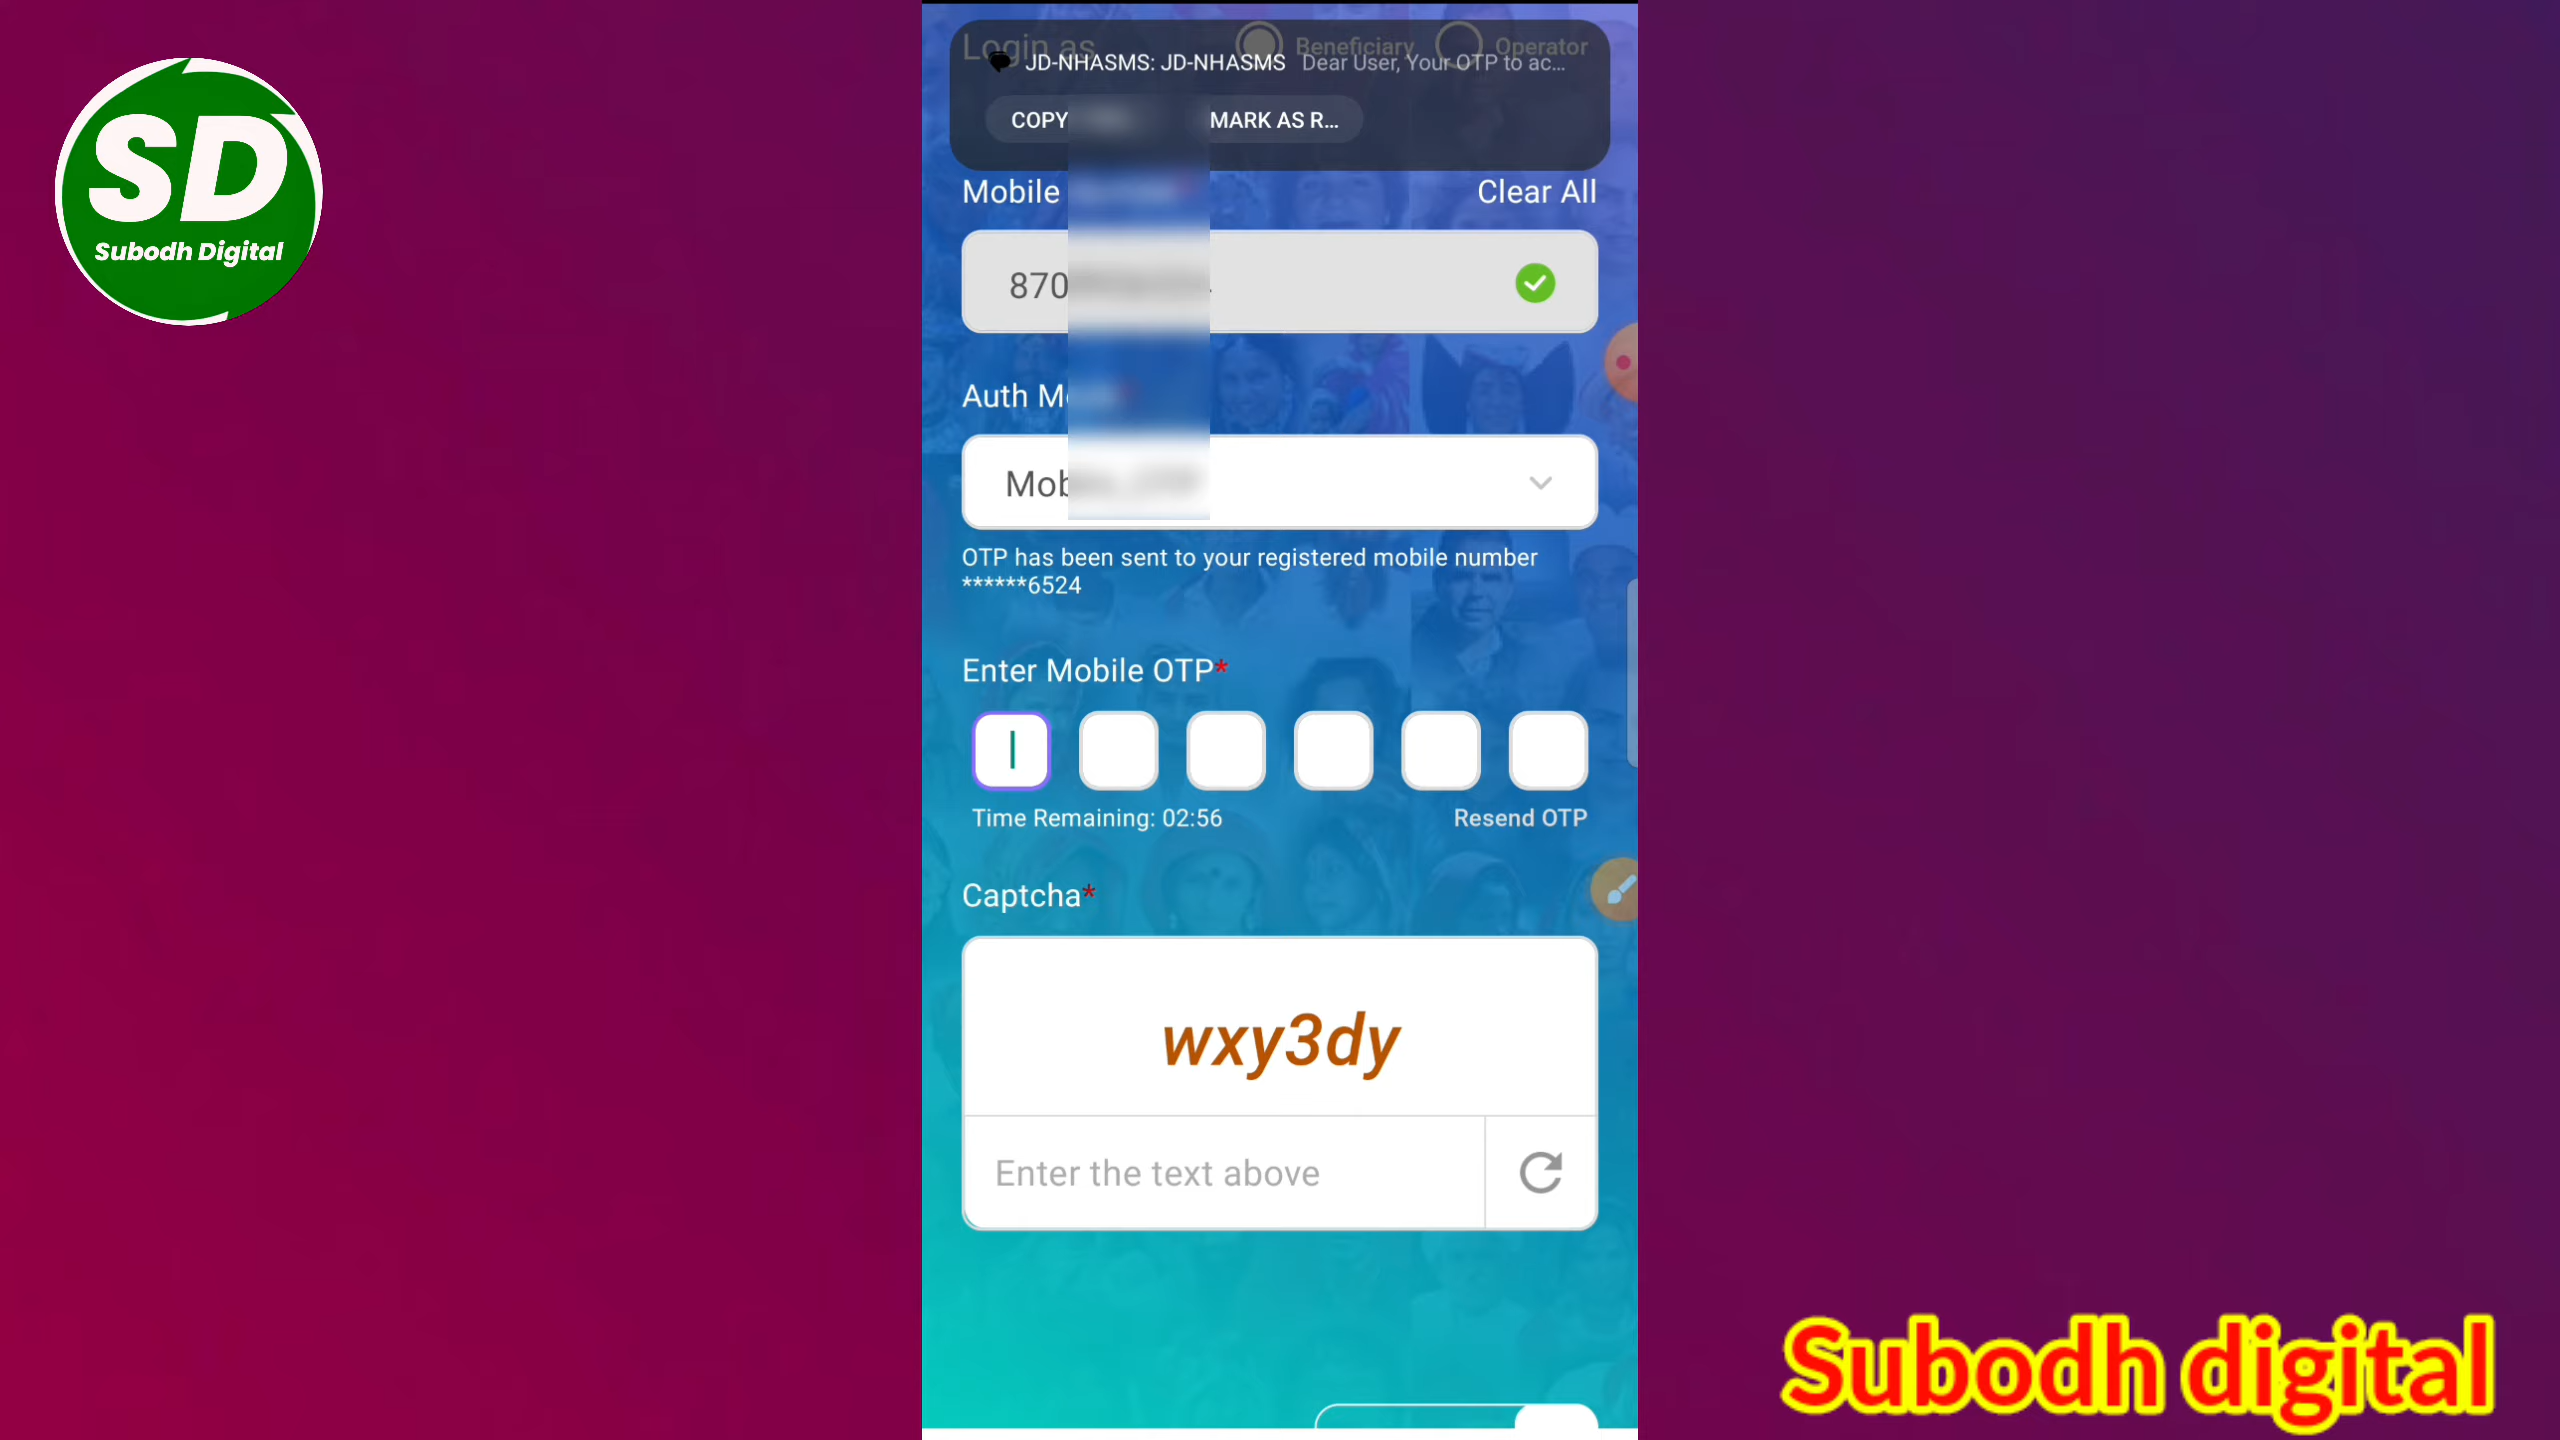 SD
Subodh Digital
Login as
Beneficiary
Operator
JD-NHASMS: JD-NHASMS Dear User, Your OTP to ac...
COPY
MARK AS R...
Mobile
Clear All
870
Auth
OTP has been sent to your registered mobile number
******6524
Enter Mobile OTP*
Time Remaining: 02:56
Resend OTP
Captcha*
wxy3dy
Enter the text above
Subodh digital